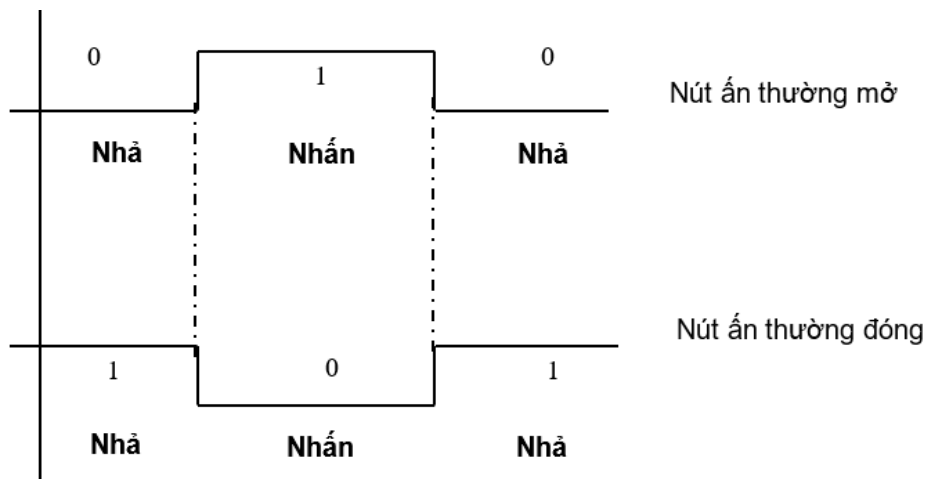 0 1 0
Nút ấn thường mở
Nhả Nhấn Nhả
Nút ấn thường đóng
1 0 1
Nhả Nhấn Nhả